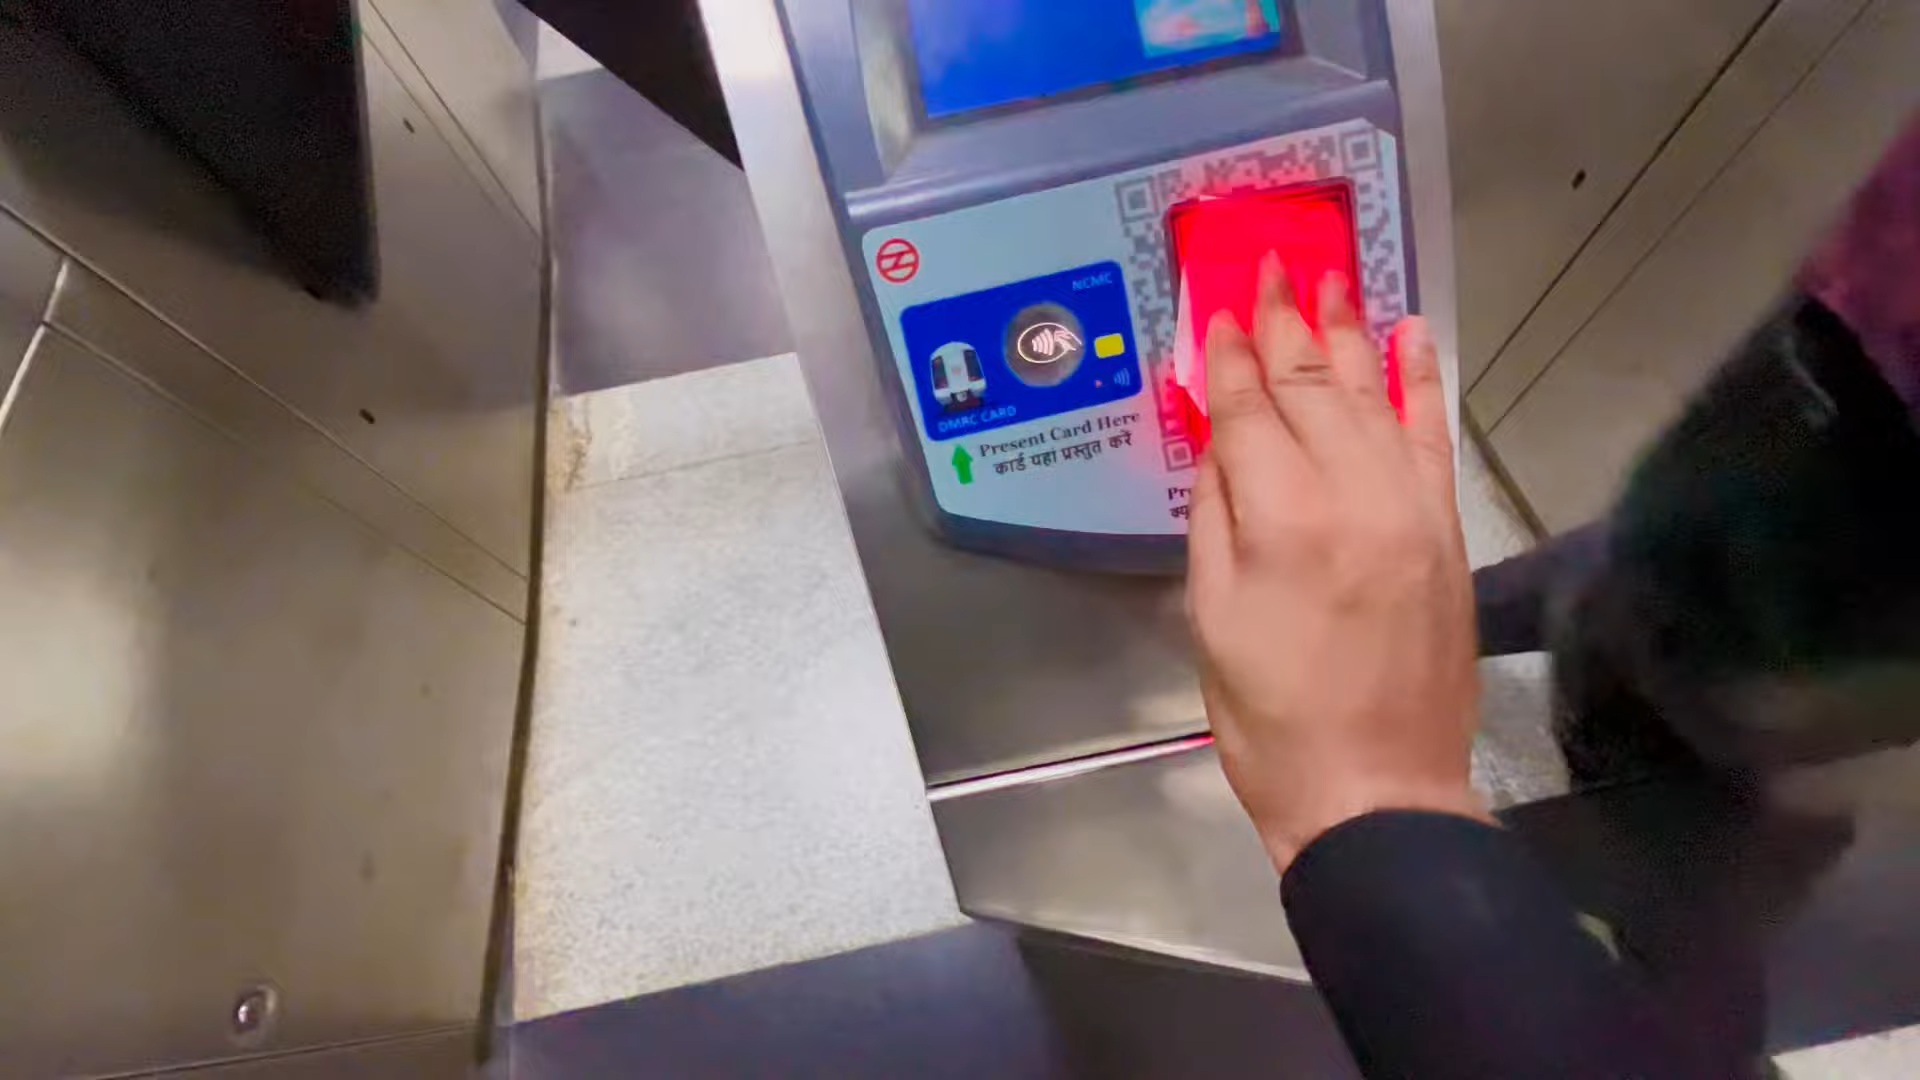 NCMC
DMRC CARD
Present Card Here
कार्ड यहां प्रस्तुत करें